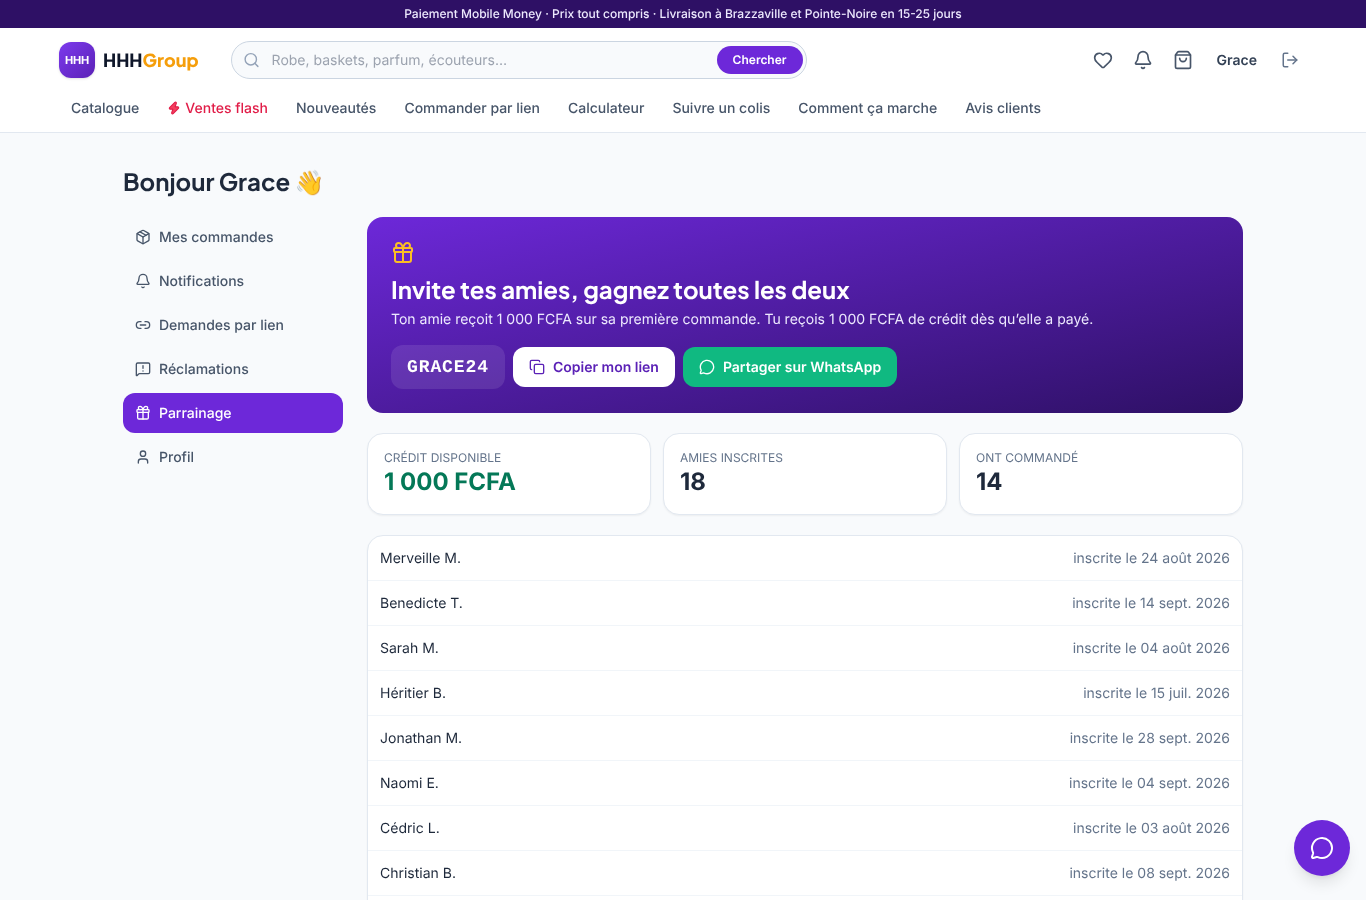 Paiement Mobile Money · Prix tout compris · Livraison à Brazzaville et Pointe-Noire en 15-25 jours
HHH HHHGroup
Robe, baskets, parfum, écouteurs...
Chercher
Grace
Catalogue
Ventes flash
Nouveautés
Commander par lien
Calculateur
Suivre un colis
Comment ça marche
Avis clients
Bonjour Grace 👋
Mes commandes
Notifications
Demandes par lien
Réclamations
Parrainage
Profil
Invite tes amies, gagnez toutes les deux
Ton amie reçoit 1 000 FCFA sur sa première commande. Tu reçois 1 000 FCFA de crédit dès qu’elle a payé.
GRACE24
Copier mon lien
Partager sur WhatsApp
CRÉDIT DISPONIBLE
1 000 FCFA
AMIES INSCRITES
18
ONT COMMANDÉ
14
Merveille M. inscrite le 24 août 2026
Benedicte T. inscrite le 14 sept. 2026
Sarah M. inscrite le 04 août 2026
Héritier B. inscrite le 15 juil. 2026
Jonathan M. inscrite le 28 sept. 2026
Naomi E. inscrite le 04 sept. 2026
Cédric L. inscrite le 03 août 2026
Christian B. inscrite le 08 sept. 2026